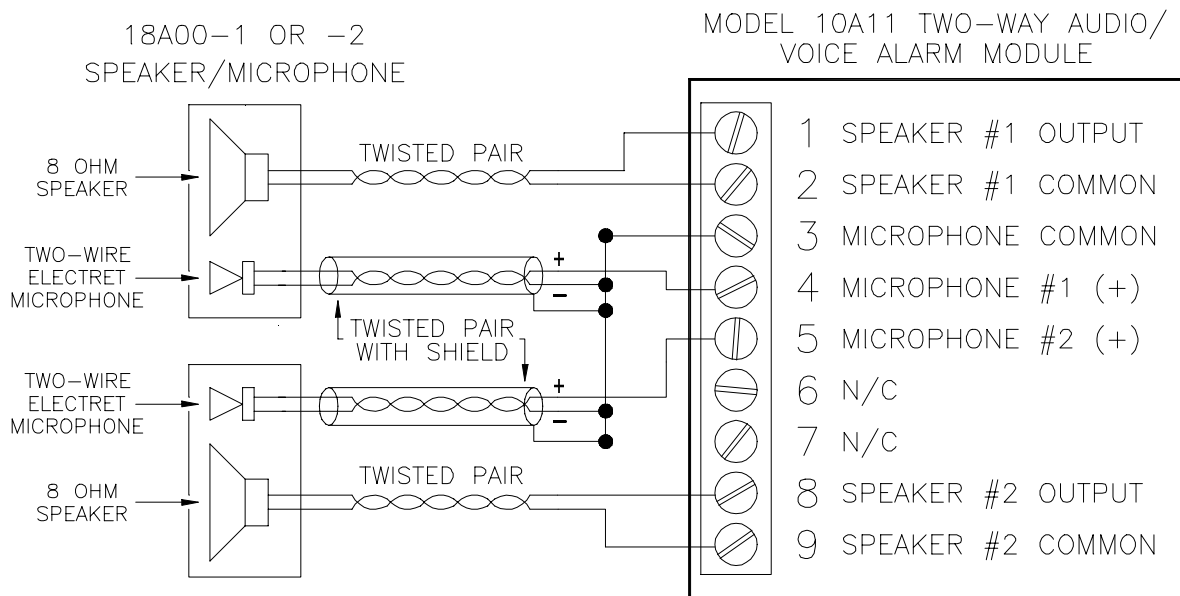 18A00-1 OR -2
SPEAKER/MICROPHONE
MODEL 10A11 TWO-WAY AUDIO/
VOICE ALARM MODULE
8 OHM
SPEAKER
TWISTED PAIR
TWO-WIRE
ELECTRET
MICROPHONE
+
-
TWISTED PAIR
WITH SHIELD
TWO-WIRE
ELECTRET
MICROPHONE
+
-
8 OHM
SPEAKER
TWISTED PAIR
1 SPEAKER #1 OUTPUT
2 SPEAKER #1 COMMON
3 MICROPHONE COMMON
4 MICROPHONE #1 (+)
5 MICROPHONE #2 (+)
6 N/C
7 N/C
8 SPEAKER #2 OUTPUT
9 SPEAKER #2 COMMON